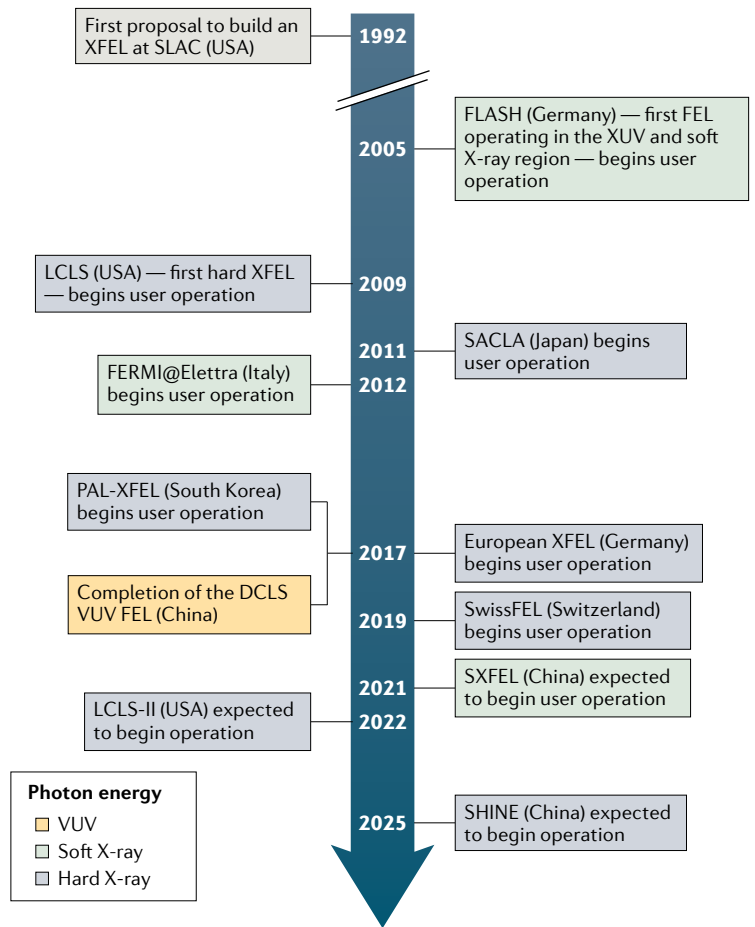 First proposal to build an
XFEL at SLAC (USA)
1992
FLASH (Germany) — first FEL
operating in the XUV and soft
X-ray region — begins user
operation
2005
LCLS (USA) — first hard XFEL
— begins user operation
2009
2011
SACLA (Japan) begins
user operation
FERMI@Elettra (Italy)
begins user operation
2012
PAL-XFEL (South Korea)
begins user operation
2017
European XFEL (Germany)
begins user operation
Completion of the DCLS
VUV FEL (China)
2019
SwissFEL (Switzerland)
begins user operation
2021
SXFEL (China) expected
to begin user operation
LCLS-II (USA) expected
to begin operation
2022
Photon energy
VUV
Soft X-ray
Hard X-ray
2025
SHINE (China) expected
to begin operation